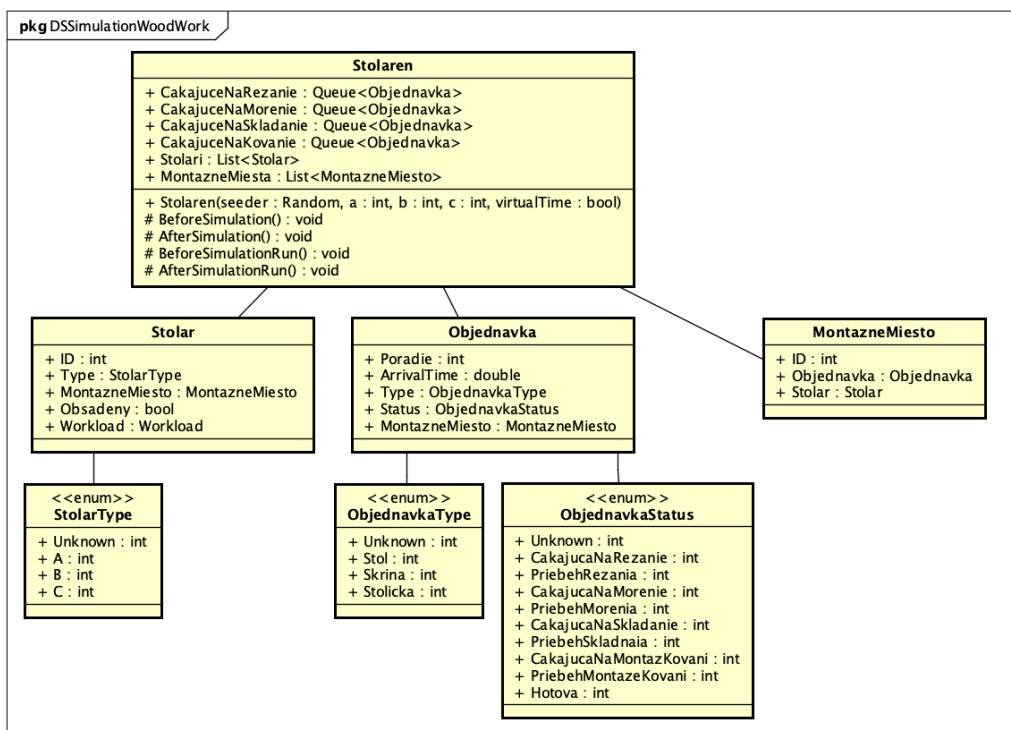 pkg DSSimulationWoodWork
Stolaren
+ CakajuceNaRezanie : Queue<Objednavka>
+ CakajuceNaMorenie : Queue<Objednavka>
+ CakajuceNaSkladanie : Queue<Objednavka>
+ CakajuceNaKovanie : Queue<Objednavka>
+ Stolari : List<Stolar>
+ MontazneMiesta : List<MontazneMiesto>
+ Stolaren(seeder : Random, a : int, b : int, c : int, virtualTime : bool)
# BeforeSimulation() : void
# AfterSimulation() : void
# BeforeSimulationRun() : void
# AfterSimulationRun() : void
Stolar
+ ID : int
+ Type : StolarType
+ MontazneMiesto : MontazneMiesto
+ Obsadeny : bool
+ Workload : Workload
Objednavka
+ Poradie : int
+ ArrivalTime : double
+ Type : ObjednavkaType
+ Status : ObjednavkaStatus
+ MontazneMiesto : MontazneMiesto
MontazneMiesto
+ ID : int
+ Objednavka : Objednavka
+ Stolar : Stolar
<<enum>>
StolarType
+ Unknown : int
+ A : int
+ B : int
+ C : int
<<enum>>
ObjednavkaType
+ Unknown : int
+ Stol : int
+ Skrina : int
+ Stolicka : int
<<enum>>
ObjednavkaStatus
+ Unknown : int
+ CakajucaNaRezanie : int
+ PriebehRezania : int
+ CakajucaNaMorenie : int
+ PriebehMorenia : int
+ CakajucaNaSkladanie : int
+ PriebehSkladnaia : int
+ CakajucaNaMontazKovani : int
+ PriebehMontazeKovani : int
+ Hotova : int